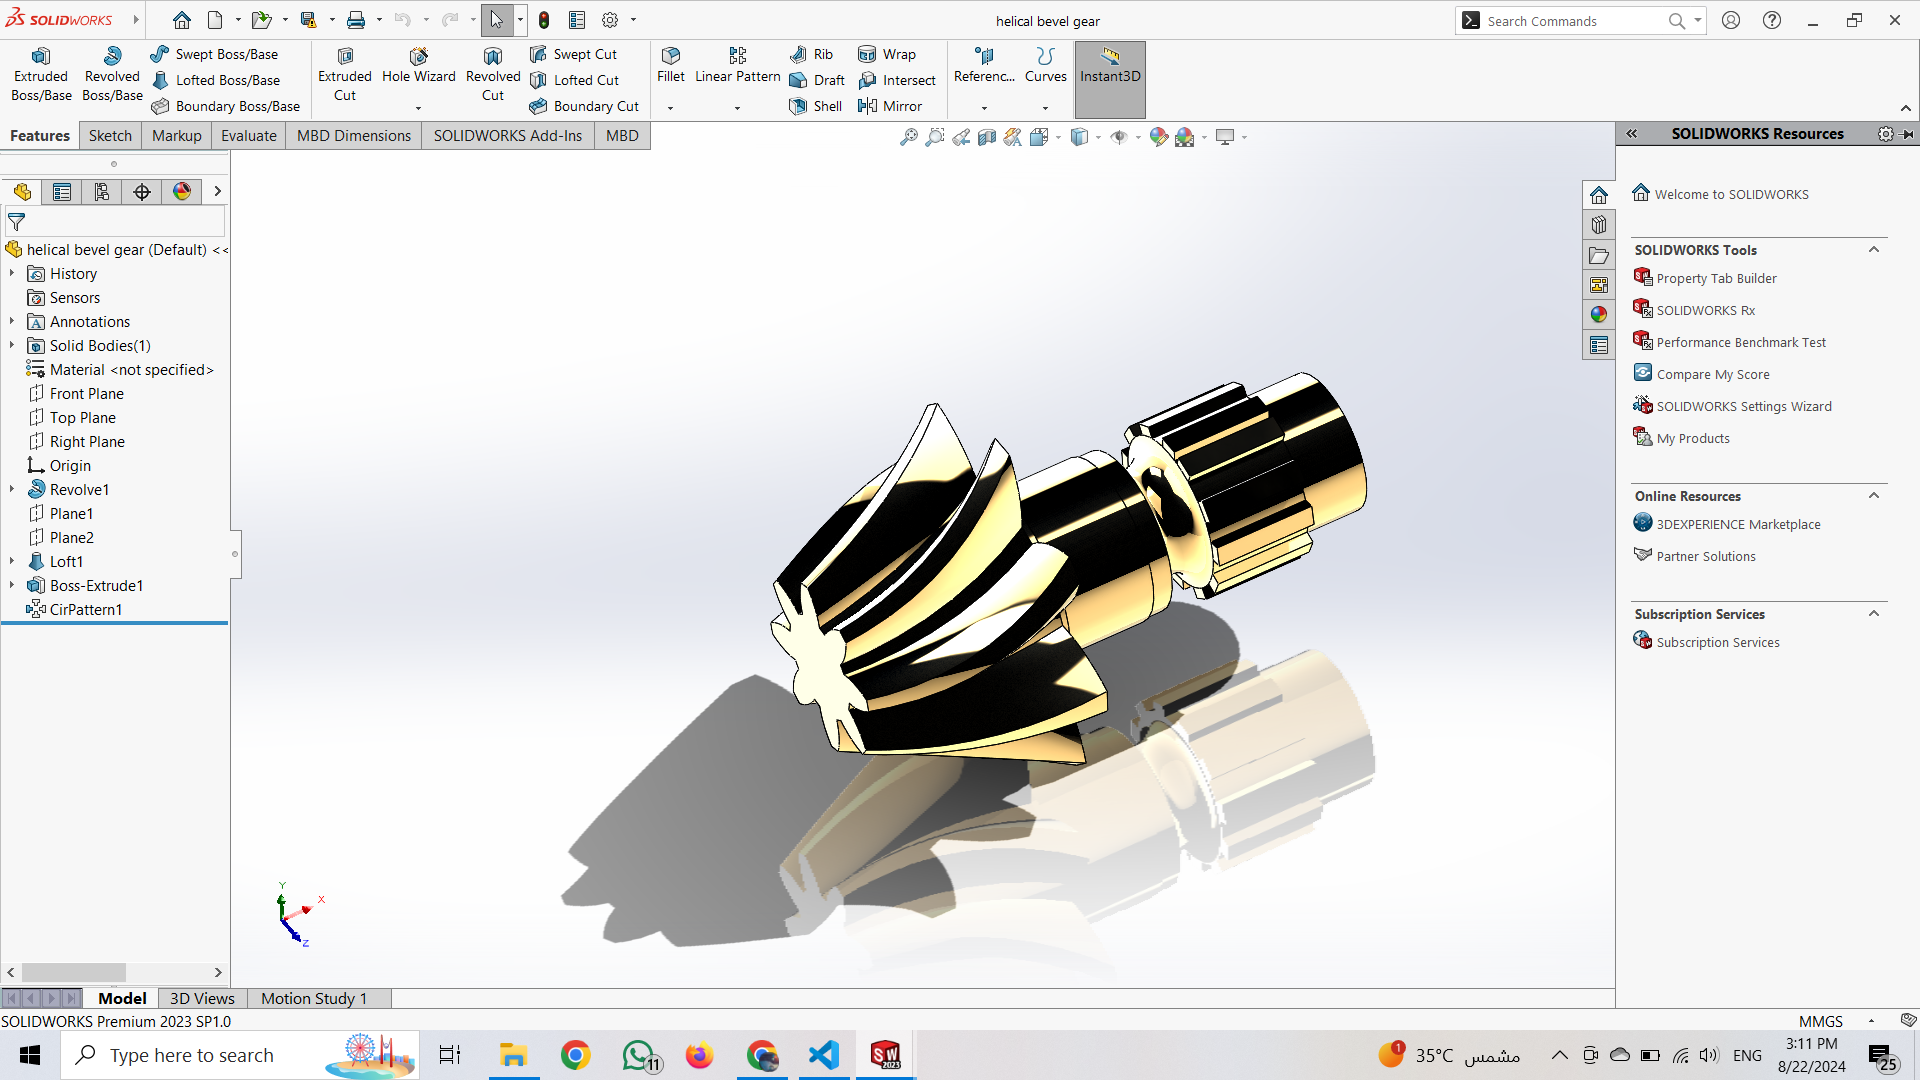 SOLIDWORKS
helical bevel gear
Search Commands
Extruded Boss/Base
Revolved Boss/Base
Swept Boss/Base
Lofted Boss/Base
Boundary Boss/Base
Extruded Cut
Hole Wizard
Revolved Cut
Swept Cut
Lofted Cut
Boundary Cut
Fillet
Linear Pattern
Rib
Draft
Shell
Wrap
Intersect
Mirror
Referenc...
Curves
Instant3D
Features
Sketch
Markup
Evaluate
MBD Dimensions
SOLIDWORKS Add-Ins
MBD
helical bevel gear (Default) <<
History
Sensors
Annotations
Solid Bodies(1)
Material <not specified>
Front Plane
Top Plane
Right Plane
Origin
Revolve1
Plane1
Plane2
Loft1
Boss-Extrude1
CirPattern1
Y
X
Z
SOLIDWORKS Resources
Welcome to SOLIDWORKS
SOLIDWORKS Tools
Property Tab Builder
SOLIDWORKS Rx
Performance Benchmark Test
Compare My Score
SOLIDWORKS Settings Wizard
My Products
Online Resources
3DEXPERIENCE Marketplace
Partner Solutions
Subscription Services
Subscription Services
Model
3D Views
Motion Study 1
SOLIDWORKS Premium 2023 SP1.0
MMGS
Type here to search
11
SW
2023
1
35°C مشمس
ENG
3:11 PM
8/22/2024
25